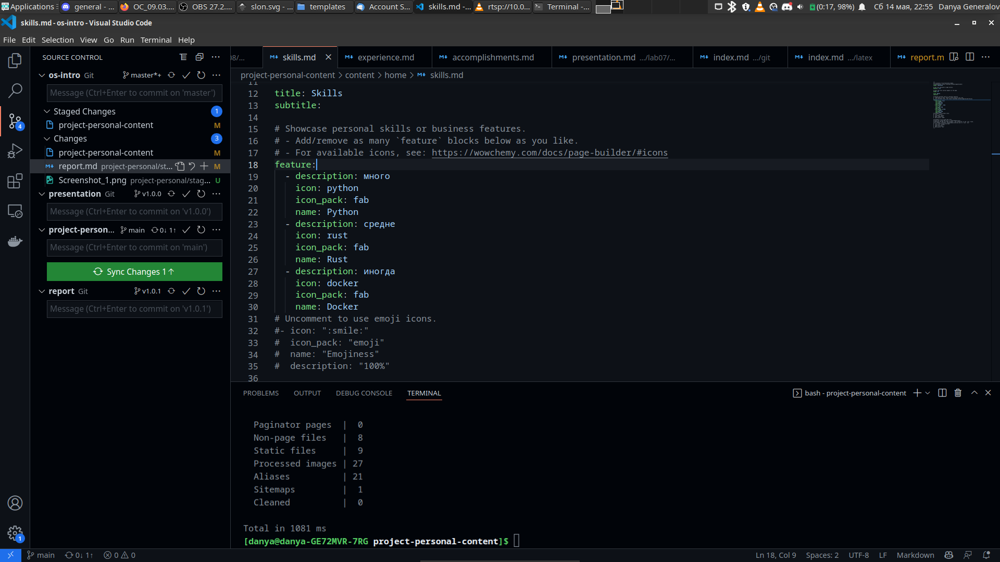 Applications general - ... OC_09.03.... OBS 27.2.... slon.svg - ... templates Account S... skills.md -... rtsp://10.0... Terminal -... (0:17, 98%) Сб 14 мая, 22:55 Danya Generalov
skills.md - os-intro - Visual Studio Code
File Edit Selection View Go Run Terminal Help
SOURCE CONTROL
os-intro Git master*+
Message (Ctrl+Enter to commit on 'master')
Staged Changes 1
project-personal-content M
Changes 3
project-personal-content M
report.md project-personal/st... M
Screenshot_1.png project-personal/stag... U
presentation Git v1.0.0
Message (Ctrl+Enter to commit on 'v1.0.0')
project-person... main 0↓ 1↑
Message (Ctrl+Enter to commit on 'main')
Sync Changes 1↑
report Git v1.0.1
Message (Ctrl+Enter to commit on 'v1.0.1')
4
1
08/... skills.md experience.md accomplishments.md presentation.md .../lab07/... index.md .../git index.md .../latex report.m
project-personal-content > content > home > skills.md
11
12 title: Skills
13 subtitle:
14
15 # Showcase personal skills or business features.
16 # - Add/remove as many `feature` blocks below as you like.
17 # - For available icons, see: https://wowchemy.com/docs/page-builder/#icons
18 feature:
19 - description: много
20 icon: python
21 icon_pack: fab
22 name: Python
23 - description: средне
24 icon: rust
25 icon_pack: fab
26 name: Rust
27 - description: иногда
28 icon: docker
29 icon_pack: fab
30 name: Docker
31 # Uncomment to use emoji icons.
32 #- icon: ":smile:"
33 #  icon_pack: "emoji"
34 #  name: "Emojiness"
35 #  description: "100%"
36
PROBLEMS OUTPUT DEBUG CONSOLE TERMINAL bash - project-personal-content
Paginator pages | 0
Non-page files | 8
Static files | 9
Processed images | 27
Aliases | 21
Sitemaps | 1
Cleaned | 0
Total in 1081 ms
[danya@danya-GE72MVR-7RG project-personal-content]$
main 0↓ 1↑ 0 0 Ln 18, Col 9 Spaces: 2 UTF-8 LF Markdown